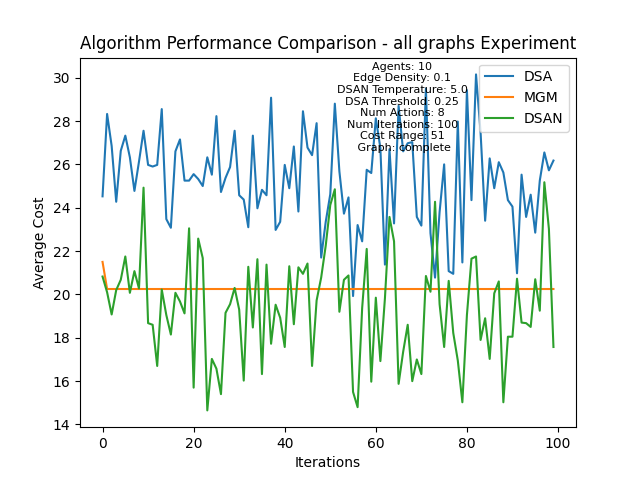 Algorithm Performance Comparison - all graphs Experiment
Agents: 10
Edge Density: 0.1
DSAN Temperature: 5.0
DSA Threshold: 0.25
Num Actions: 8
Num Iterations: 100
Cost Range: 51
Graph: Complete
DSA
MGM
DSAN
Average Cost
30
28
26
24
22
20
18
16
14
0 20 40 60 80 100
Iterations